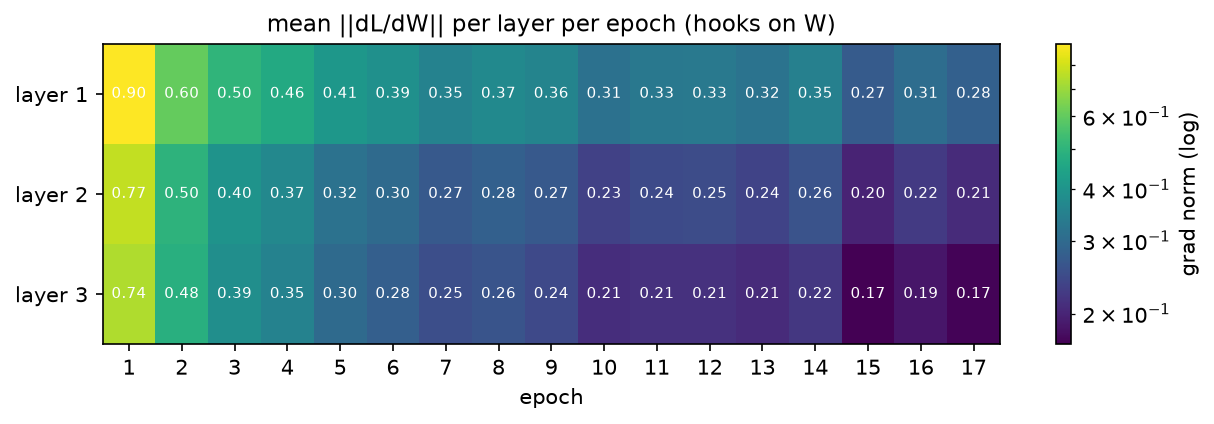 mean ||dL/dW|| per layer per epoch (hooks on W)
layer 1 0.90 0.60 0.50 0.46 0.41 0.39 0.35 0.37 0.36 0.31 0.33 0.33 0.32 0.35 0.27 0.31 0.28
layer 2 0.77 0.50 0.40 0.37 0.32 0.30 0.27 0.28 0.27 0.23 0.24 0.25 0.24 0.26 0.20 0.22 0.21
layer 3 0.74 0.48 0.39 0.35 0.30 0.28 0.25 0.26 0.24 0.21 0.21 0.21 0.21 0.22 0.17 0.19 0.17
1 2 3 4 5 6 7 8 9 10 11 12 13 14 15 16 17
epoch
6 × 10⁻¹
4 × 10⁻¹
3 × 10⁻¹
2 × 10⁻¹
grad norm (log)